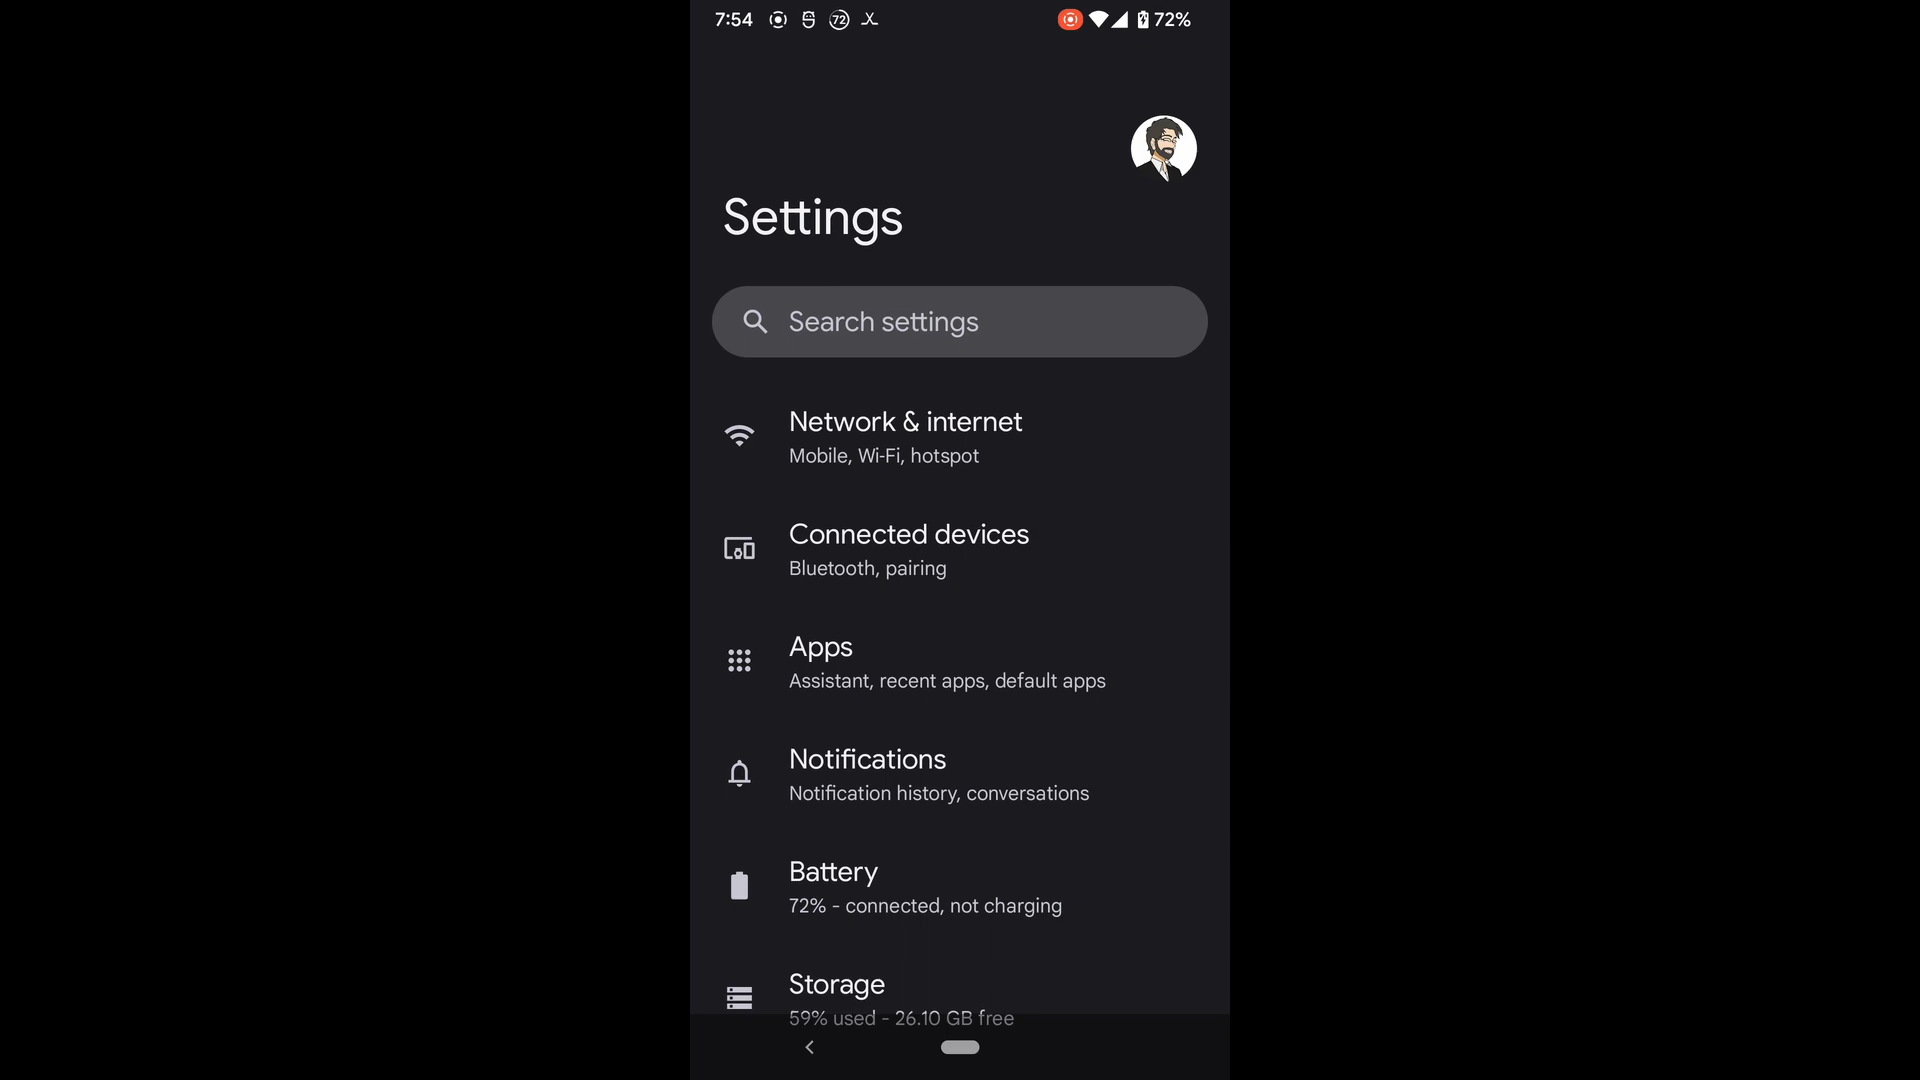 7:54 72 72%
Settings
Search settings
Network & internet
Mobile, Wi-Fi, hotspot
Connected devices
Bluetooth, pairing
Apps
Assistant, recent apps, default apps
Notifications
Notification history, conversations
Battery
72% - connected, not charging
Storage
59% used - 26.10 GB free